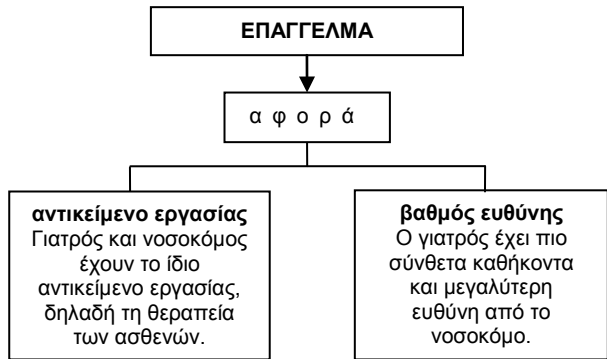 ΕΠΑΓΓΕΛΜΑ
α φ ο ρ ά
αντικείμενο εργασίας
Γιατρός και νοσοκόμος
έχουν το ίδιο
αντικείμενο εργασίας,
δηλαδή τη θεραπεία
των ασθενών.
βαθμός ευθύνης
Ο γιατρός έχει πιο
σύνθετα καθήκοντα
και μεγαλύτερη
ευθύνη από το
νοσοκόμο.